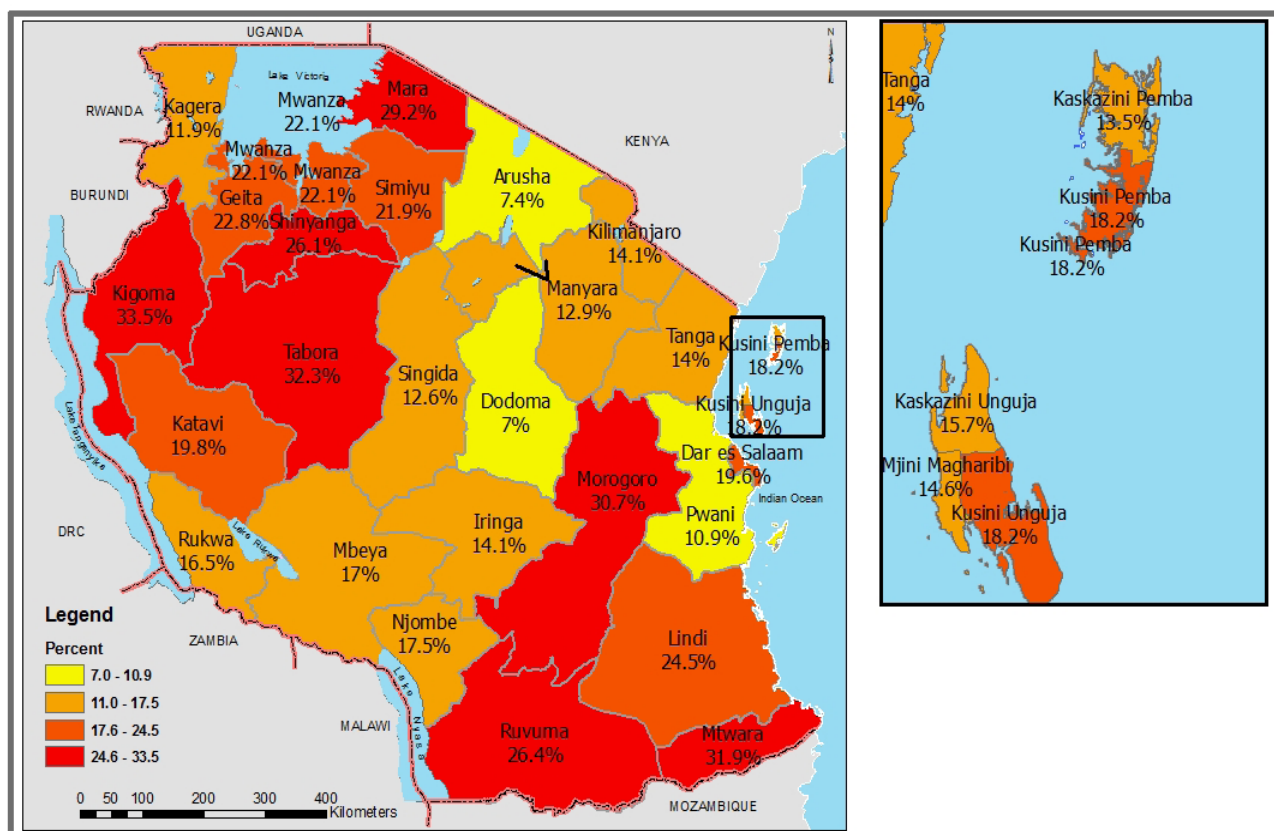 UGANDA
N
Lake Victoria
Mara
29.2%
RWANDA
Kagera
11.9%
Mwanza
22.1%
KENYA
Mwanza
22.1%
Mwanza
22.1%
Simiyu
21.9%
Arusha
7.4%
BURUNDI
Geita
22.8%
Shinyanga
26.1%
Kilimanjaro
14.1%
Kigoma
33.5%
Manyara
12.9%
Tabora
32.3%
Tanga
14%
Kusini Pemba
18.2%
Singida
12.6%
Dodoma
7%
Kusini Unguja
18.2%
Katavi
19.8%
Lake Tanganyika
Dar es Salaam
19.6%
Morogoro
30.7%
Indian Ocean
Pwani
10.9%
DRC
Rukwa
16.5%
Lake Rukwa
Mbeya
17%
Iringa
14.1%
Njombe
17.5%
Lindi
24.5%
ZAMBIA
Lake Nyasa
MALAWI
Ruvuma
26.4%
Mtwara
31.9%
MOZAMBIQUE
Legend
Percent
7.0 - 10.9
11.0 - 17.5
17.6 - 24.5
24.6 - 33.5
0 50 100 200 300 400
Kilometers
Tanga
14%
Kaskazini Pemba
13.5%
Kusini Pemba
18.2%
Kusini Pemba
18.2%
Kaskazini Unguja
15.7%
Mjini Magharibi
14.6%
Kusini Unguja
18.2%